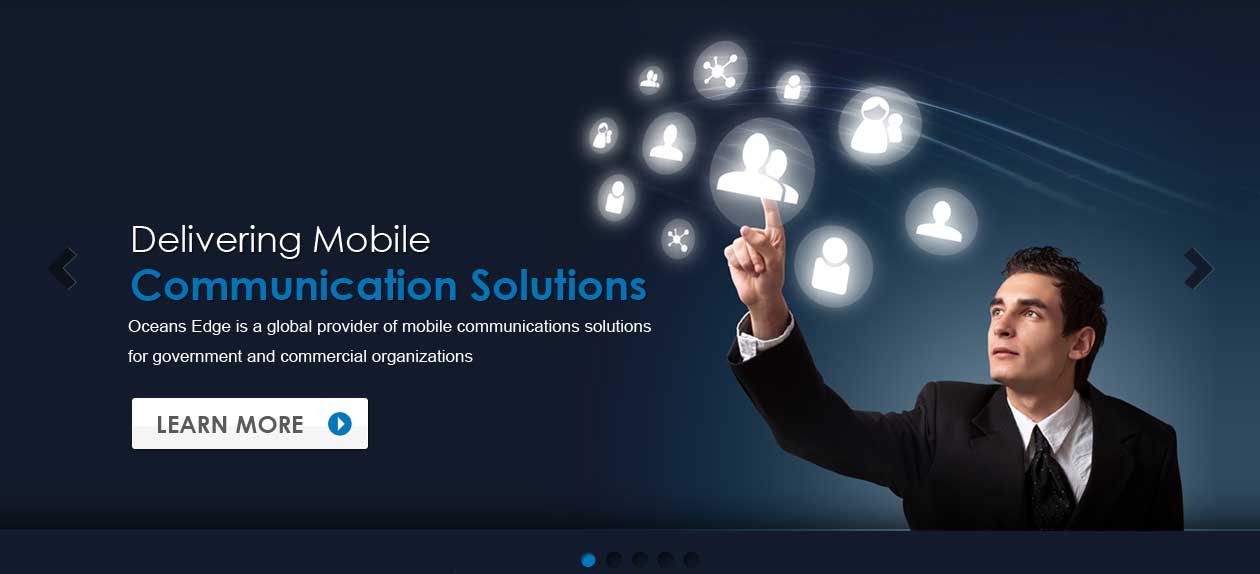 Delivering Mobile
Communication Solutions
Oceans Edge is a global provider of mobile communications solutions
for government and commercial organizations
LEARN MORE